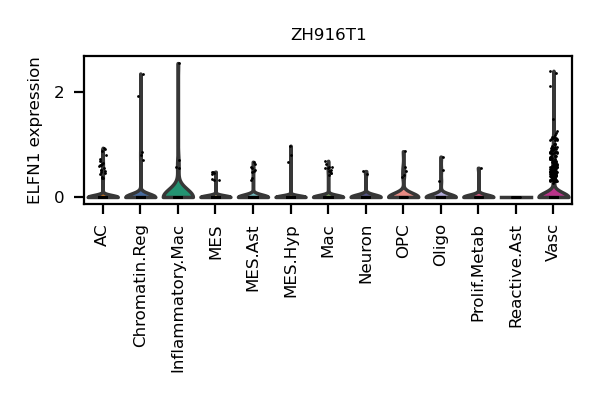 ZH916T1
ELFN1 expression
2
0
AC
Chromatin.Reg
Inflammatory.Mac
MES
MES.Ast
MES.Hyp
Mac
Neuron
OPC
Oligo
Prolif.Metab
Reactive.Ast
Vasc